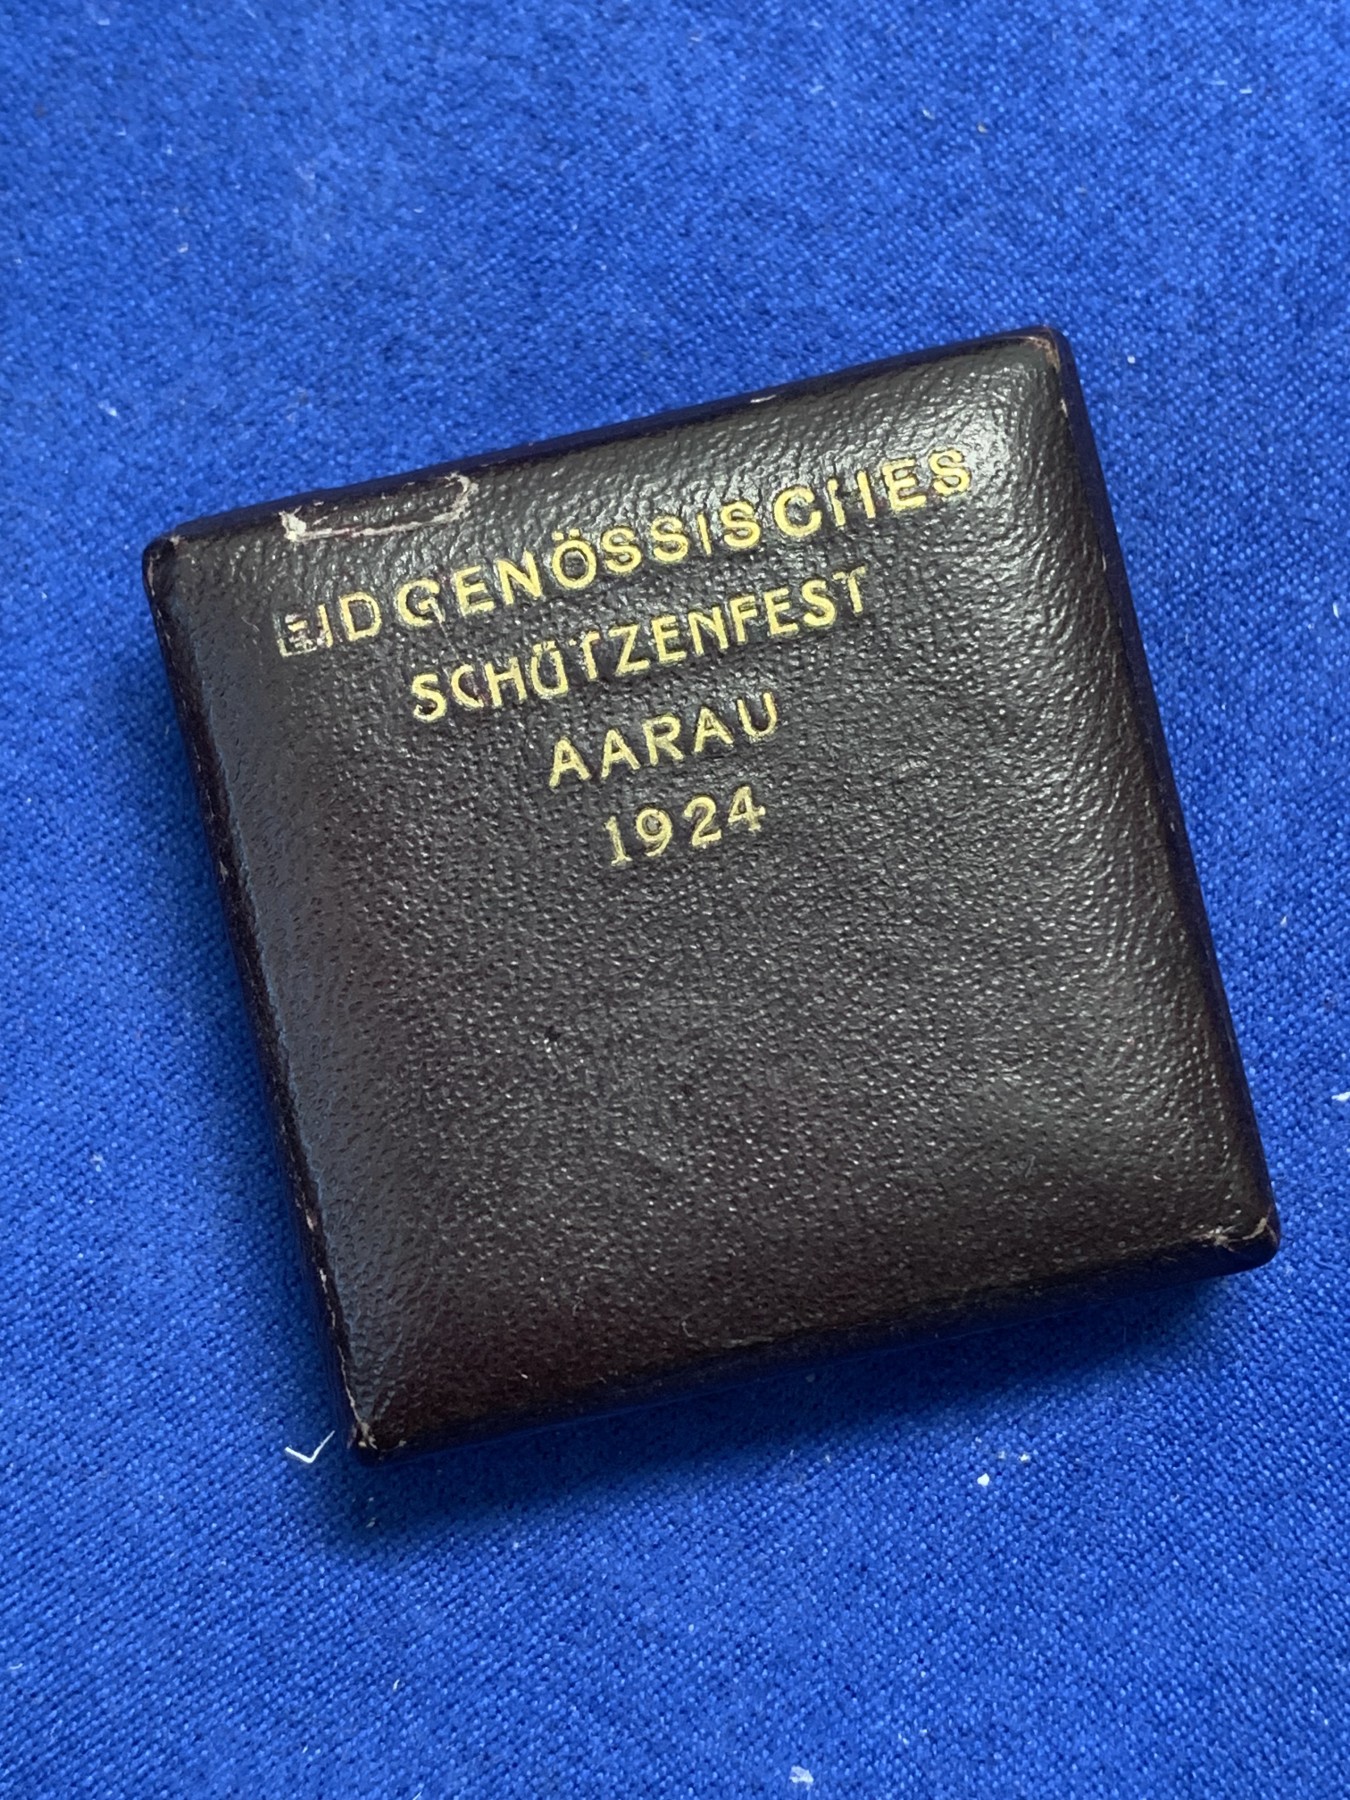 EIDGENÖSSISCHES
SCHÜTZENFEST
AARAU
1924